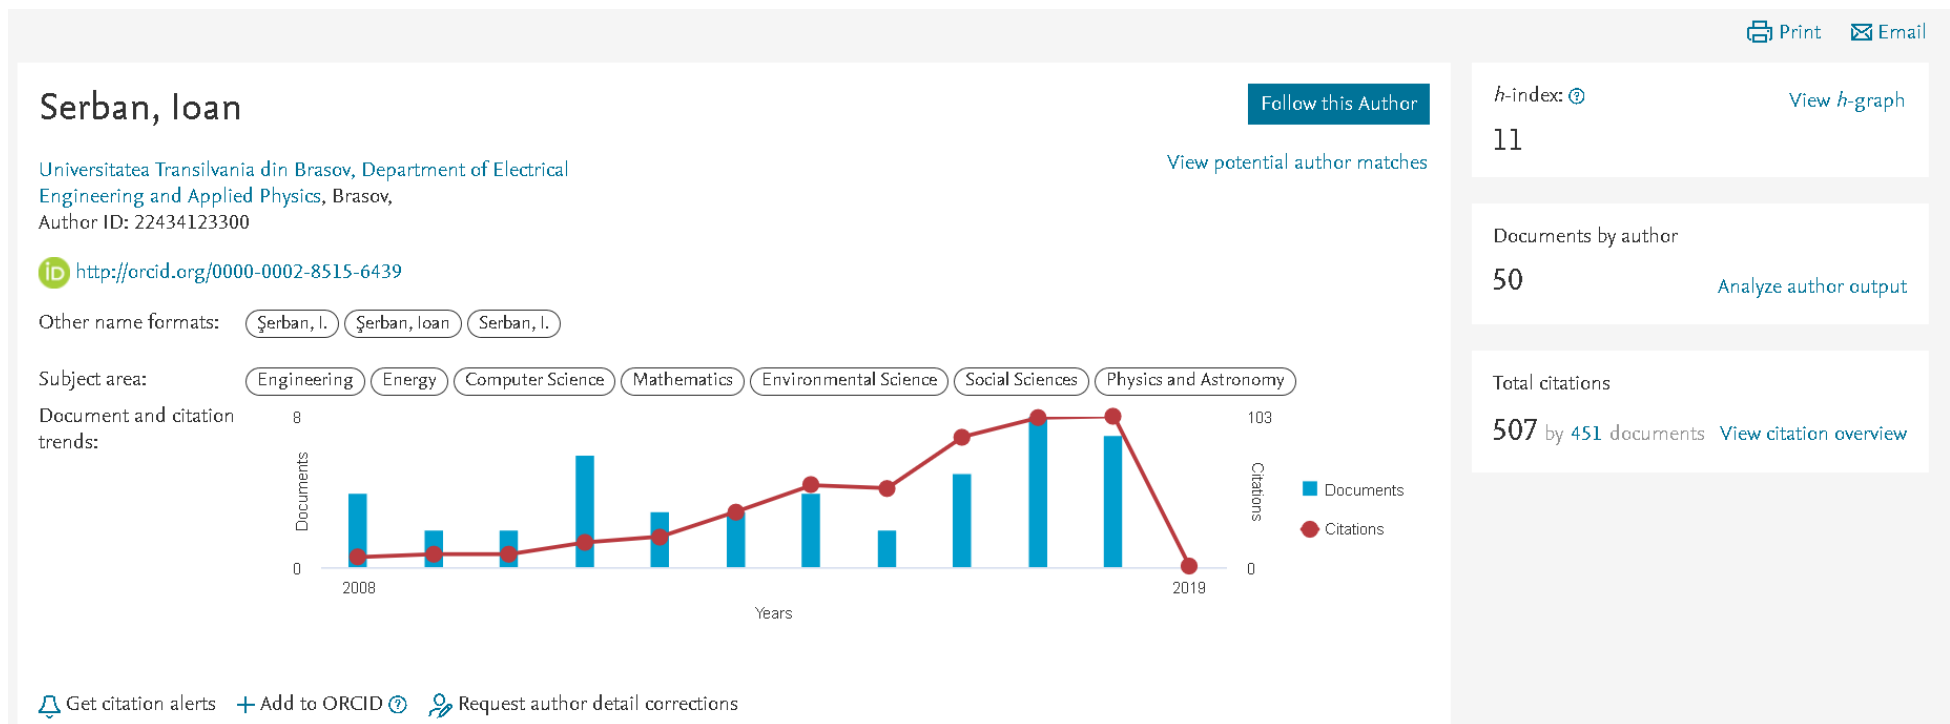 Print Email
Serban, Ioan
Follow this Author
h-index:
View h-graph
11
Universitatea Transilvania din Brasov, Department of Electrical
Engineering and Applied Physics, Brasov,
Author ID: 22434123300
View potential author matches
iD http://orcid.org/0000-0002-8515-6439
Documents by author
50
Analyze author output
Other name formats: Şerban, I. Şerban, Ioan Serban, I.
Subject area: Engineering Energy Computer Science Mathematics Environmental Science Social Sciences Physics and Astronomy
Total citations
507 by 451 documents View citation overview
Document and citation
trends:
8
103
Documents
Citations
Documents
Citations
0
0
2008
2019
Years
Get citation alerts Add to ORCID Request author detail corrections